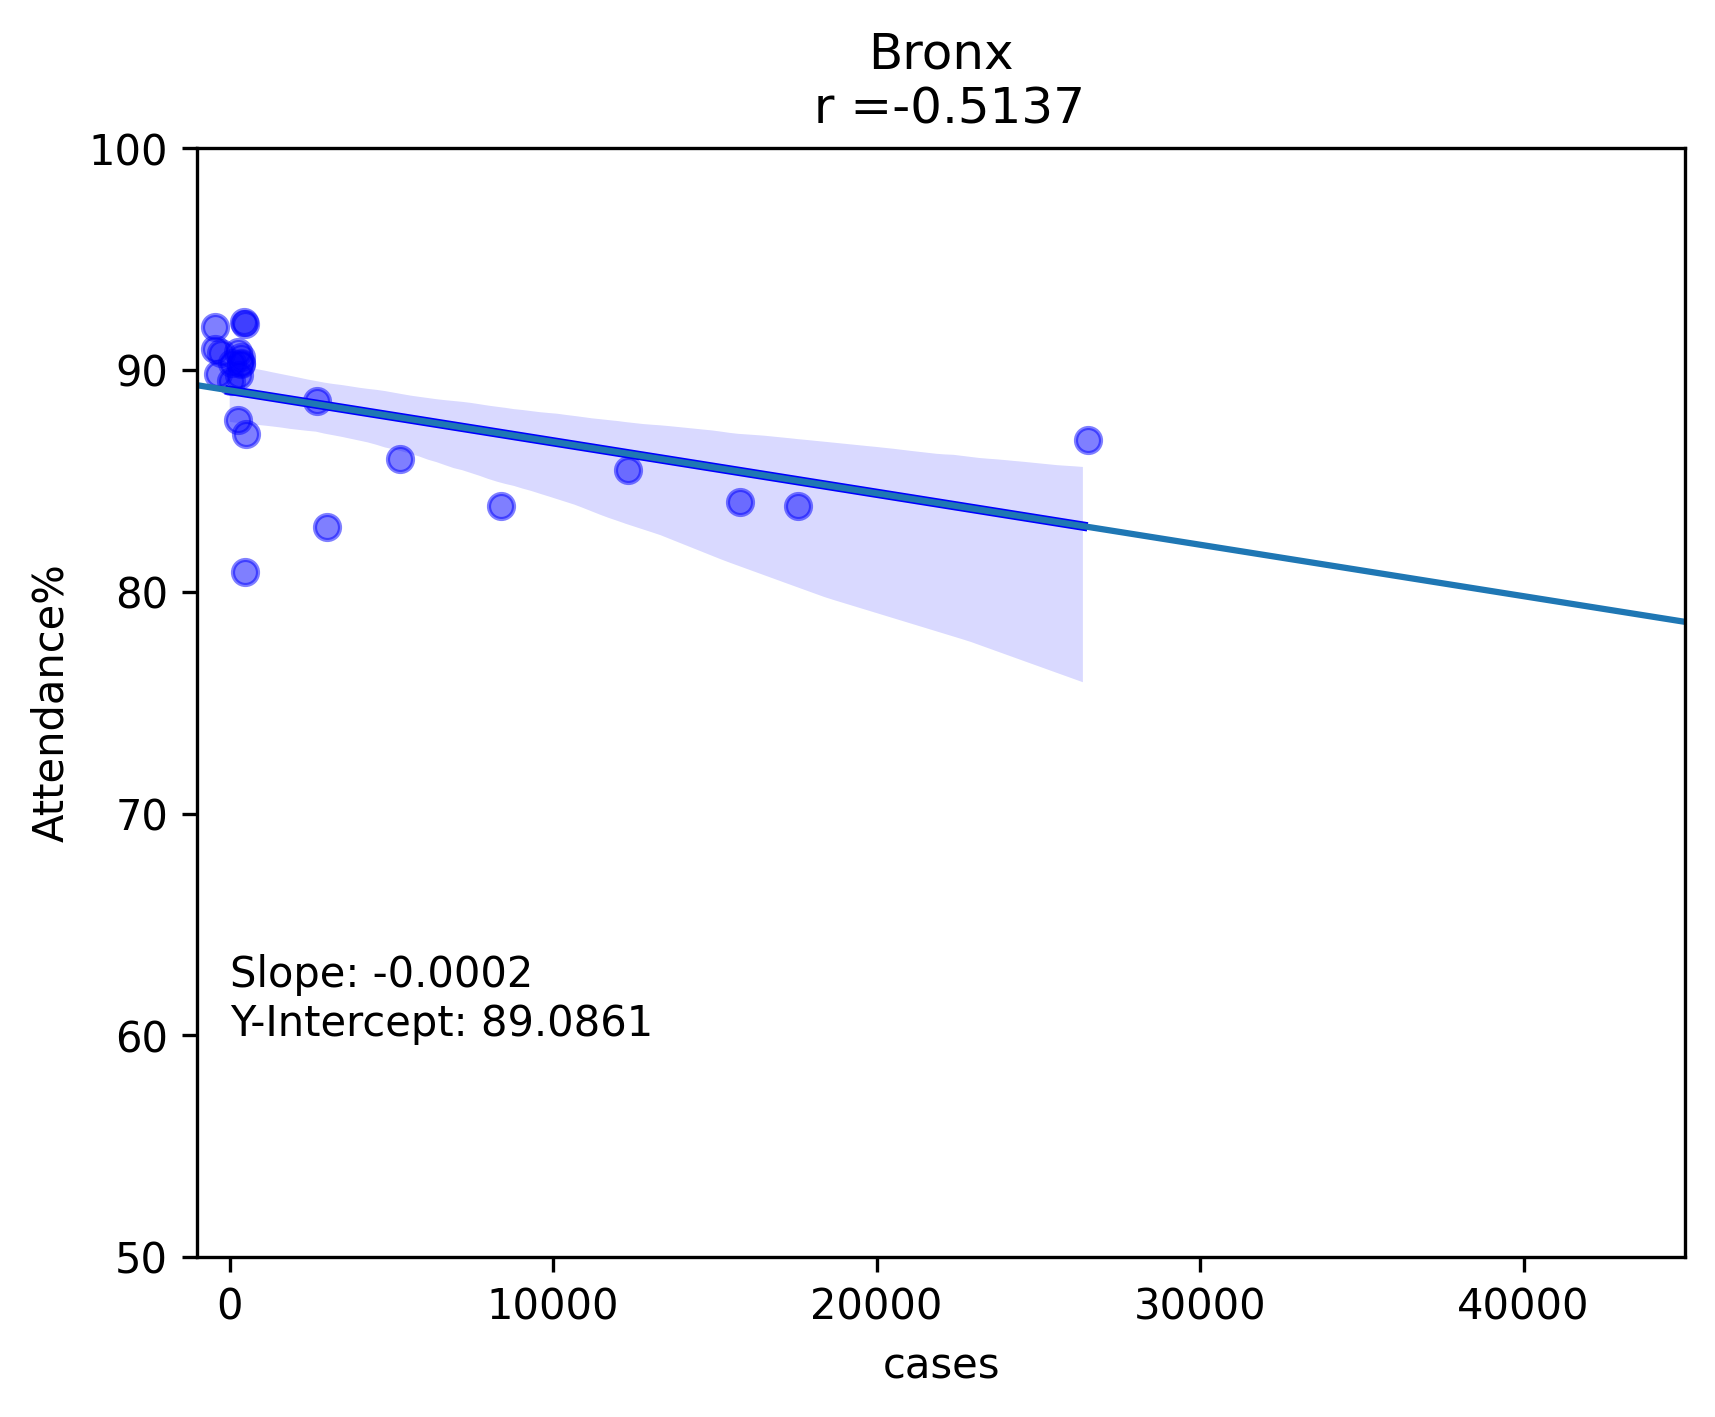 Bronx
r =-0.5137
100
90
80
70
60
50
Attendance%
Slope: -0.0002
Y-Intercept: 89.0861
0 10000 20000 30000 40000
cases